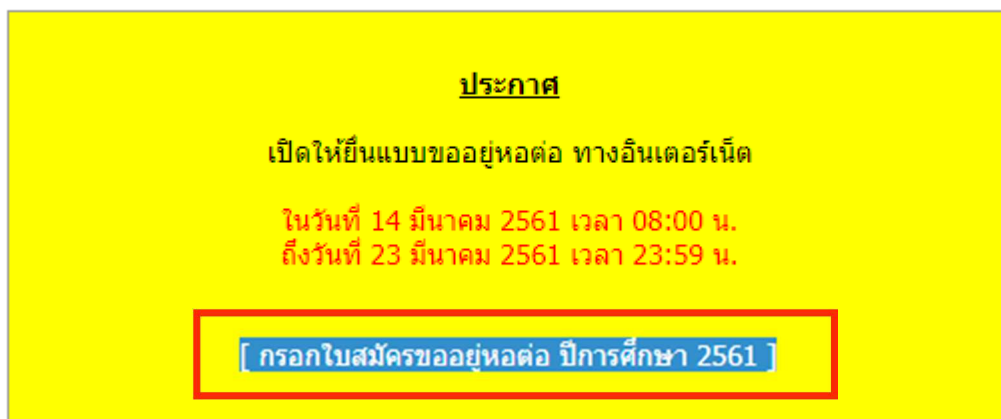 ประกาศ
เปิดให้ยื่นแบบขออยู่หอต่อ ทางอินเตอร์เน็ต
ในวันที่ 14 มีนาคม 2561 เวลา 08:00 น.
ถึงวันที่ 23 มีนาคม 2561 เวลา 23:59 น.
[ กรอกใบสมัครขออยู่หอต่อ ปีการศึกษา 2561 ]